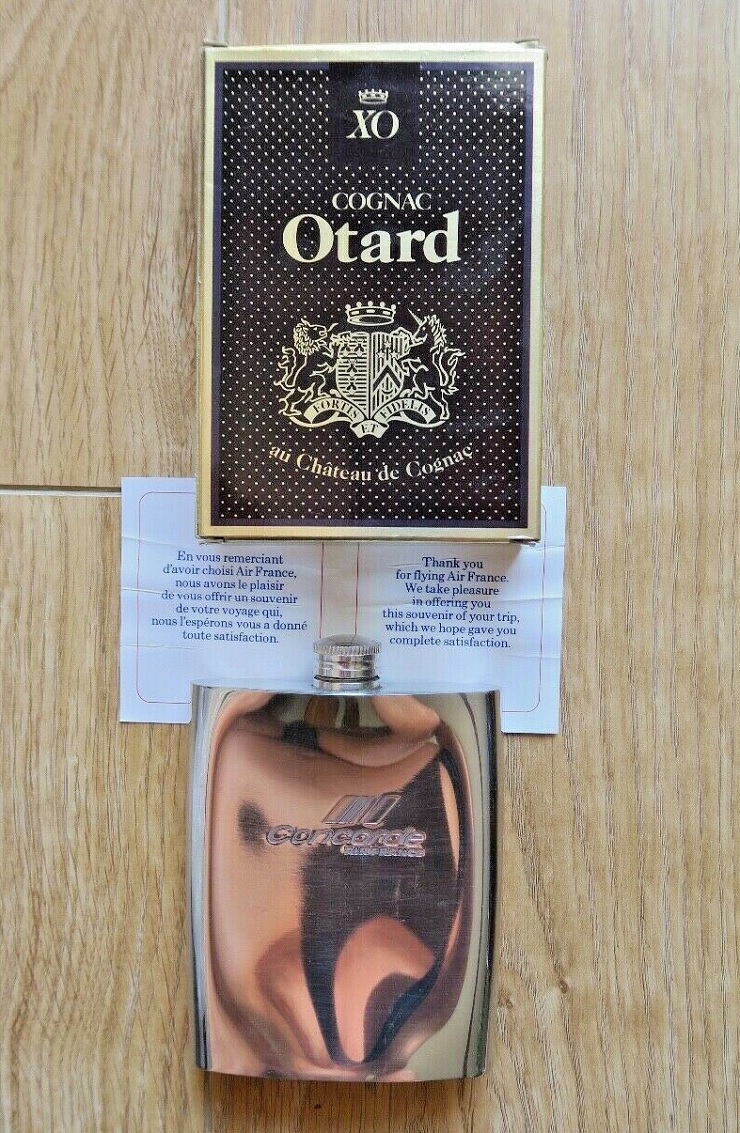 XO
COGNAC
Otard
FORTIS ET FIDELIS
au Château de Cognac
En vous remerciant
d'avoir choisi Air France,
nous avons le plaisir
de vous offrir un souvenir
de votre voyage qui,
nous l'espérons vous a donné
toute satisfaction.
Thank you
for flying Air France.
We take pleasure
in offering you
this souvenir of your trip,
which we hope gave you
complete satisfaction.
Concorde
AIR FRANCE